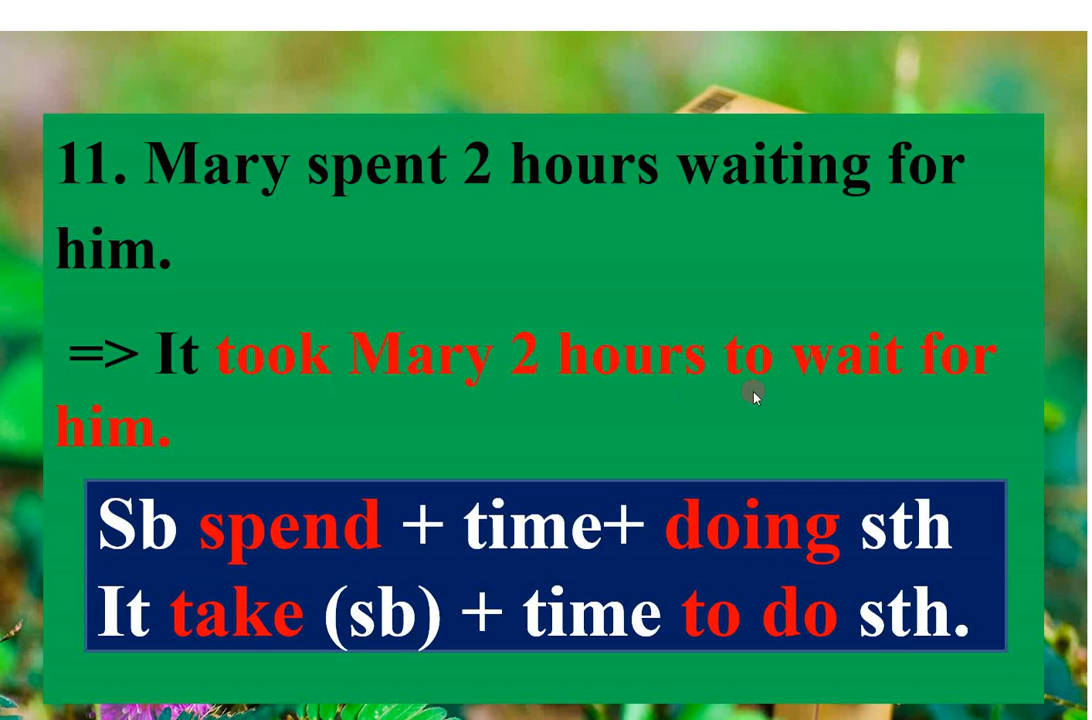 11. Mary spent 2 hours waiting for
him.
=> It took Mary 2 hours to wait for
him.
Sb spend + time+ doing sth
It take (sb) + time to do sth.